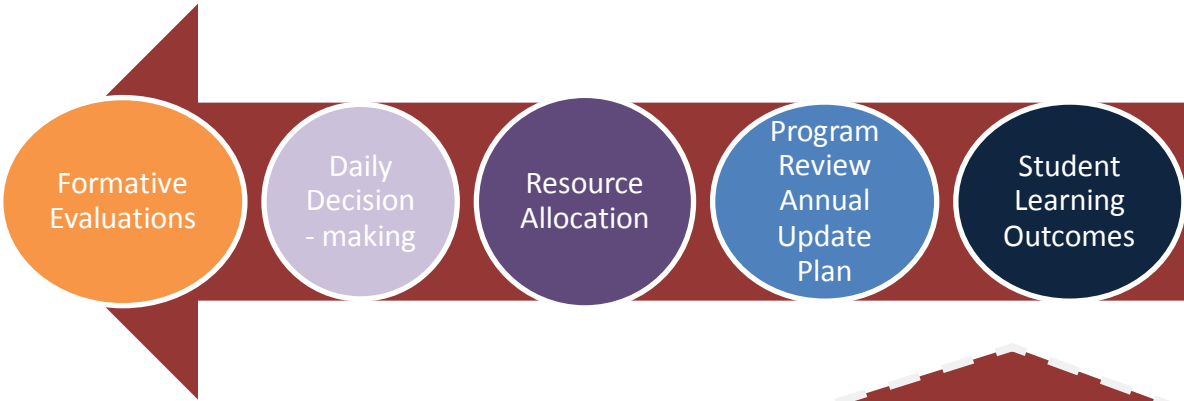 Formative
Evaluations
Daily
Decision
- making
Resource
Allocation
Program
Review
Annual
Update
Plan
Student
Learning
Outcomes